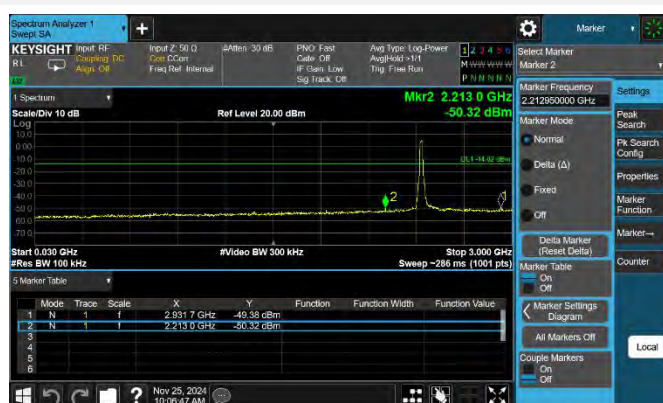 Spectrum Analyzer 1
Swept SA
+
Marker
KEYSIGHT
RL
Input: RF
Coupling: DC
Align: Off
Input Z: 50 Ω
Corr CCorr
Freq Ref: Internal
#Atten: 30 dB
PNO: Fast
Gate: Off
IF Gain: Low
Sig Track: Off
Avg Type: Log-Power
Avg|Hold: >1/1
Trig: Free Run
1 2 3 4 5 6
M W W W W W
P N N N N N
Select Marker
Marker 2
1 Spectrum
Scale/Div 10 dB
Ref Level 20.00 dBm
Mkr2 2.213 0 GHz
-50.32 dBm
Log
10.0
0.00
-10.0
-20.0
-30.0
-40.0
-50.0
-60.0
-70.0
DL1 -14.02 dBm
2
1
Start 0.030 GHz
#Res BW 100 kHz
#Video BW 300 kHz
Stop 3.000 GHz
Sweep ~286 ms (1001 pts)
5 Marker Table
Mode Trace Scale X Y Function Function Width Function Value
1 N 1 f 2.931 7 GHz -49.38 dBm
2 N 1 f 2.213 0 GHz -50.32 dBm
3
4
5
6
Marker Frequency
2.212950000 GHz
Marker Mode
Normal
Delta (Δ)
Fixed
Off
Delta Marker
(Reset Delta)
Marker Table
On
Off
Marker Settings
Diagram
All Markers Off
Couple Markers
On
Off
Settings
Peak
Search
Pk Search
Config
Properties
Marker
Function
Marker→
Counter
Local
?
Nov 25, 2024
10:06:47 AM